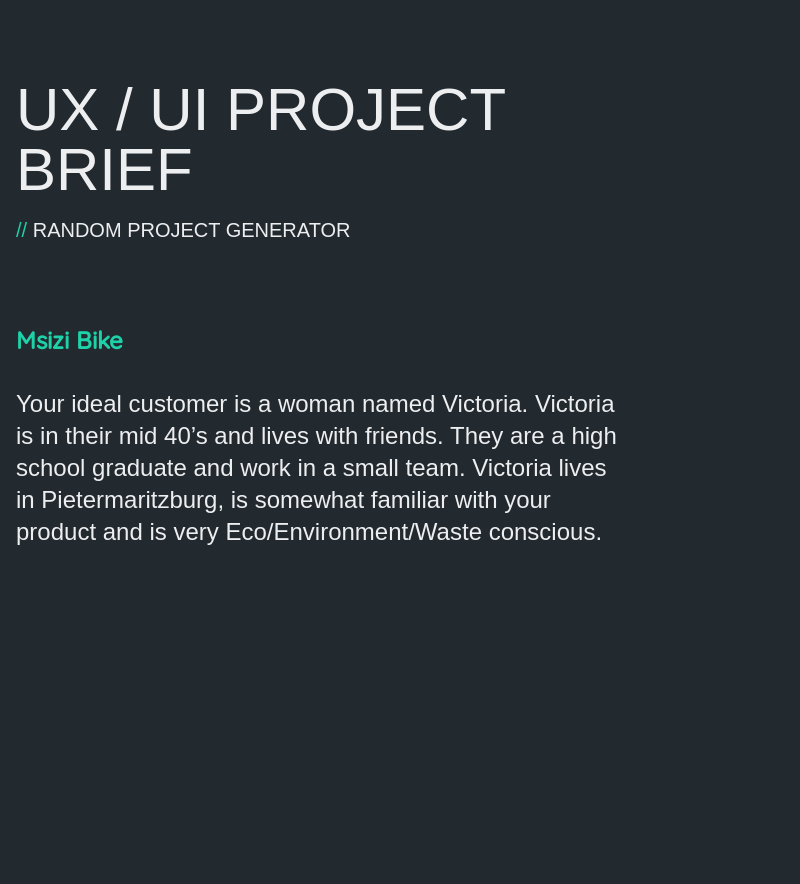 UX / UI PROJECT
BRIEF
// RANDOM PROJECT GENERATOR
Msizi Bike
Your ideal customer is a woman named Victoria. Victoria
is in their mid 40’s and lives with friends. They are a high
school graduate and work in a small team. Victoria lives
in Pietermaritzburg, is somewhat familiar with your
product and is very Eco/Environment/Waste conscious.